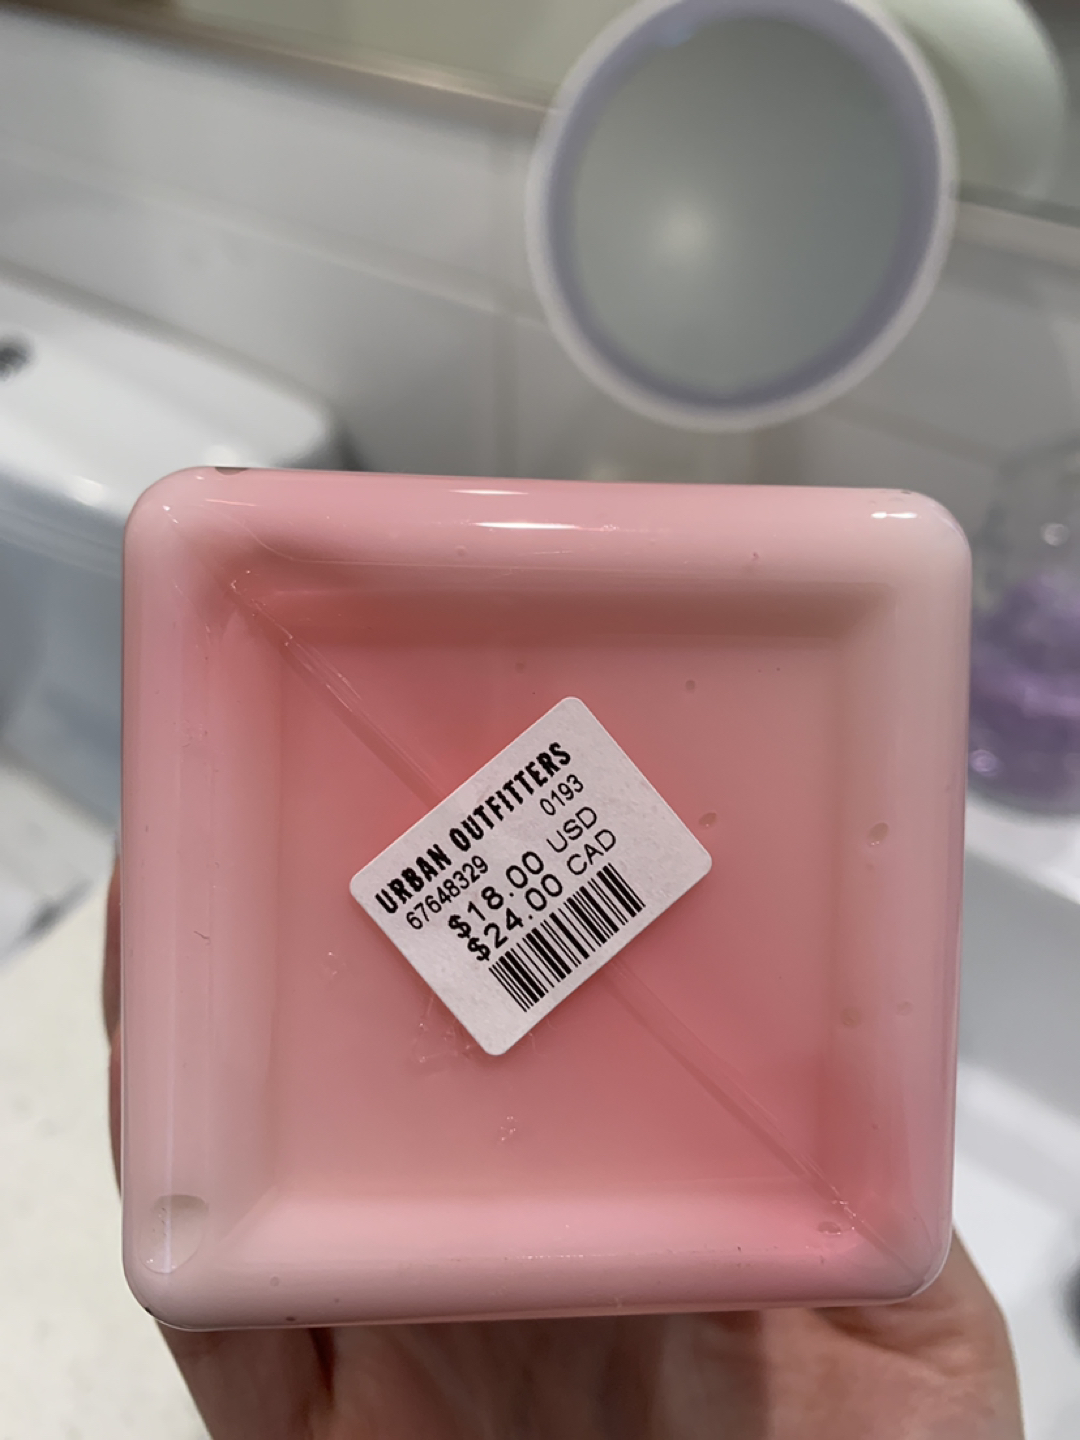 URBAN OUTFITTERS
67648329 0193
$18.00 USD
$24.00 CAD